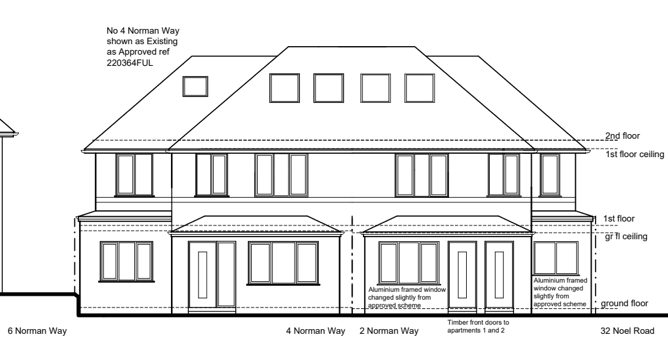 No 4 Norman Way
shown as Existing
as Approved ref
220364FUL
2nd floor
1st floor ceiling
1st floor
gr fl ceiling
Aluminium framed window
changed slightly from
approved scheme
Aluminium framed
window changed
slightly from
approved scheme
ground floor
Timber front doors to
apartments 1 and 2
6 Norman Way
4 Norman Way
2 Norman Way
32 Noel Road